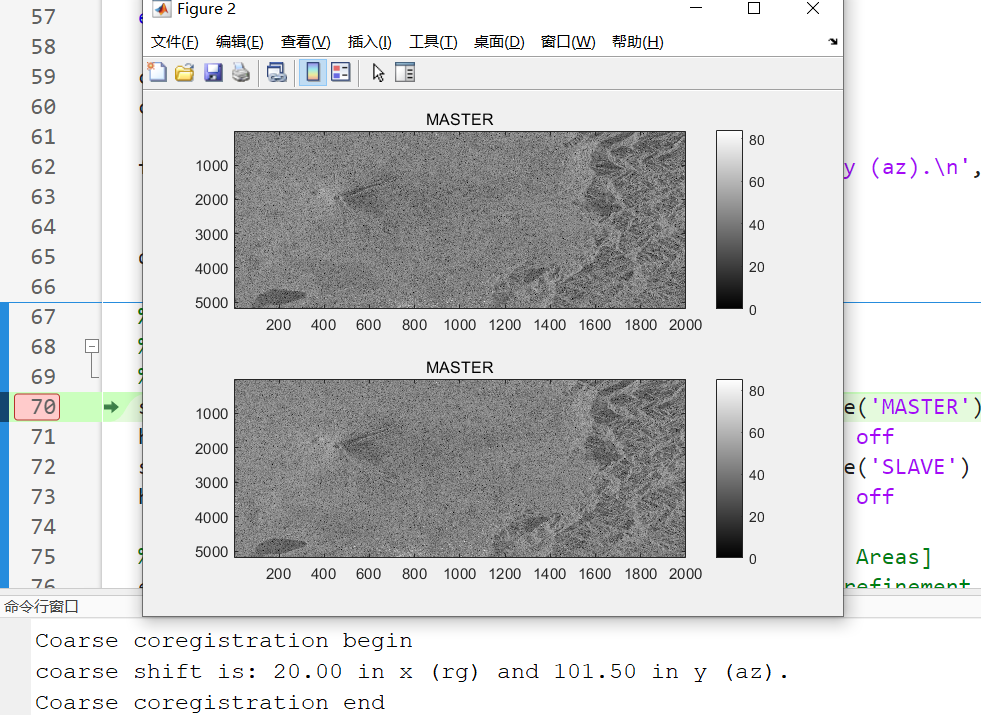 Figure 2
文件(F) 编辑(E) 查看(V) 插入(I) 工具(T) 桌面(D) 窗口(W) 帮助(H)
MASTER
1000
2000
3000
4000
5000
200 400 600 800 1000 1200 1400 1600 1800 2000
80
60
40
20
0
MASTER
1000
2000
3000
4000
5000
200 400 600 800 1000 1200 1400 1600 1800 2000
80
60
40
20
0
57
58
59
60
61
62 y (az).\n',
63
64
65
66
67 %
68 %
69 %
70 e('MASTER')
71 off
72 e('SLAVE')
73 off
74
75 % Areas]
76 refinement
命令行窗口
Coarse coregistration begin
coarse shift is: 20.00 in x (rg) and 101.50 in y (az).
Coarse coregistration end